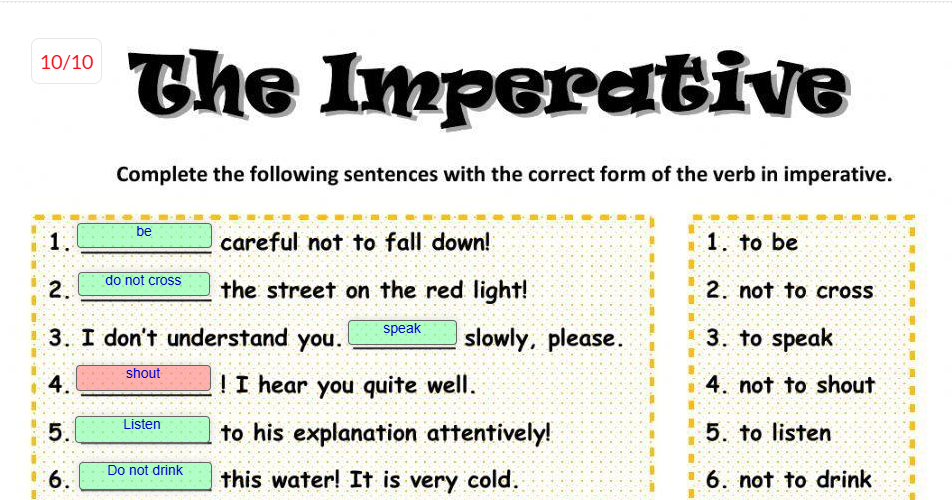 10/10
The Imperative
Complete the following sentences with the correct form of the verb in imperative.
1. be careful not to fall down!
2. do not cross the street on the red light!
3. I don't understand you. speak slowly, please.
4. shout ! I hear you quite well.
5. Listen to his explanation attentively!
6. Do not drink this water! It is very cold.
1. to be
2. not to cross
3. to speak
4. not to shout
5. to listen
6. not to drink